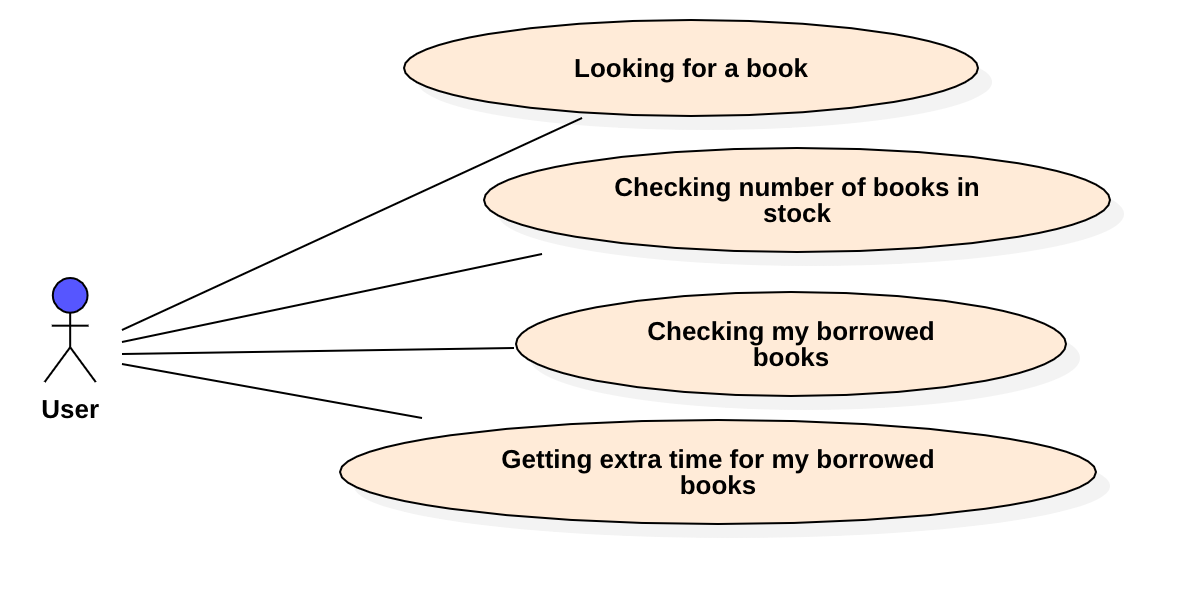 Looking for a book
Checking number of books in
stock
Checking my borrowed
books
User
Getting extra time for my borrowed
books